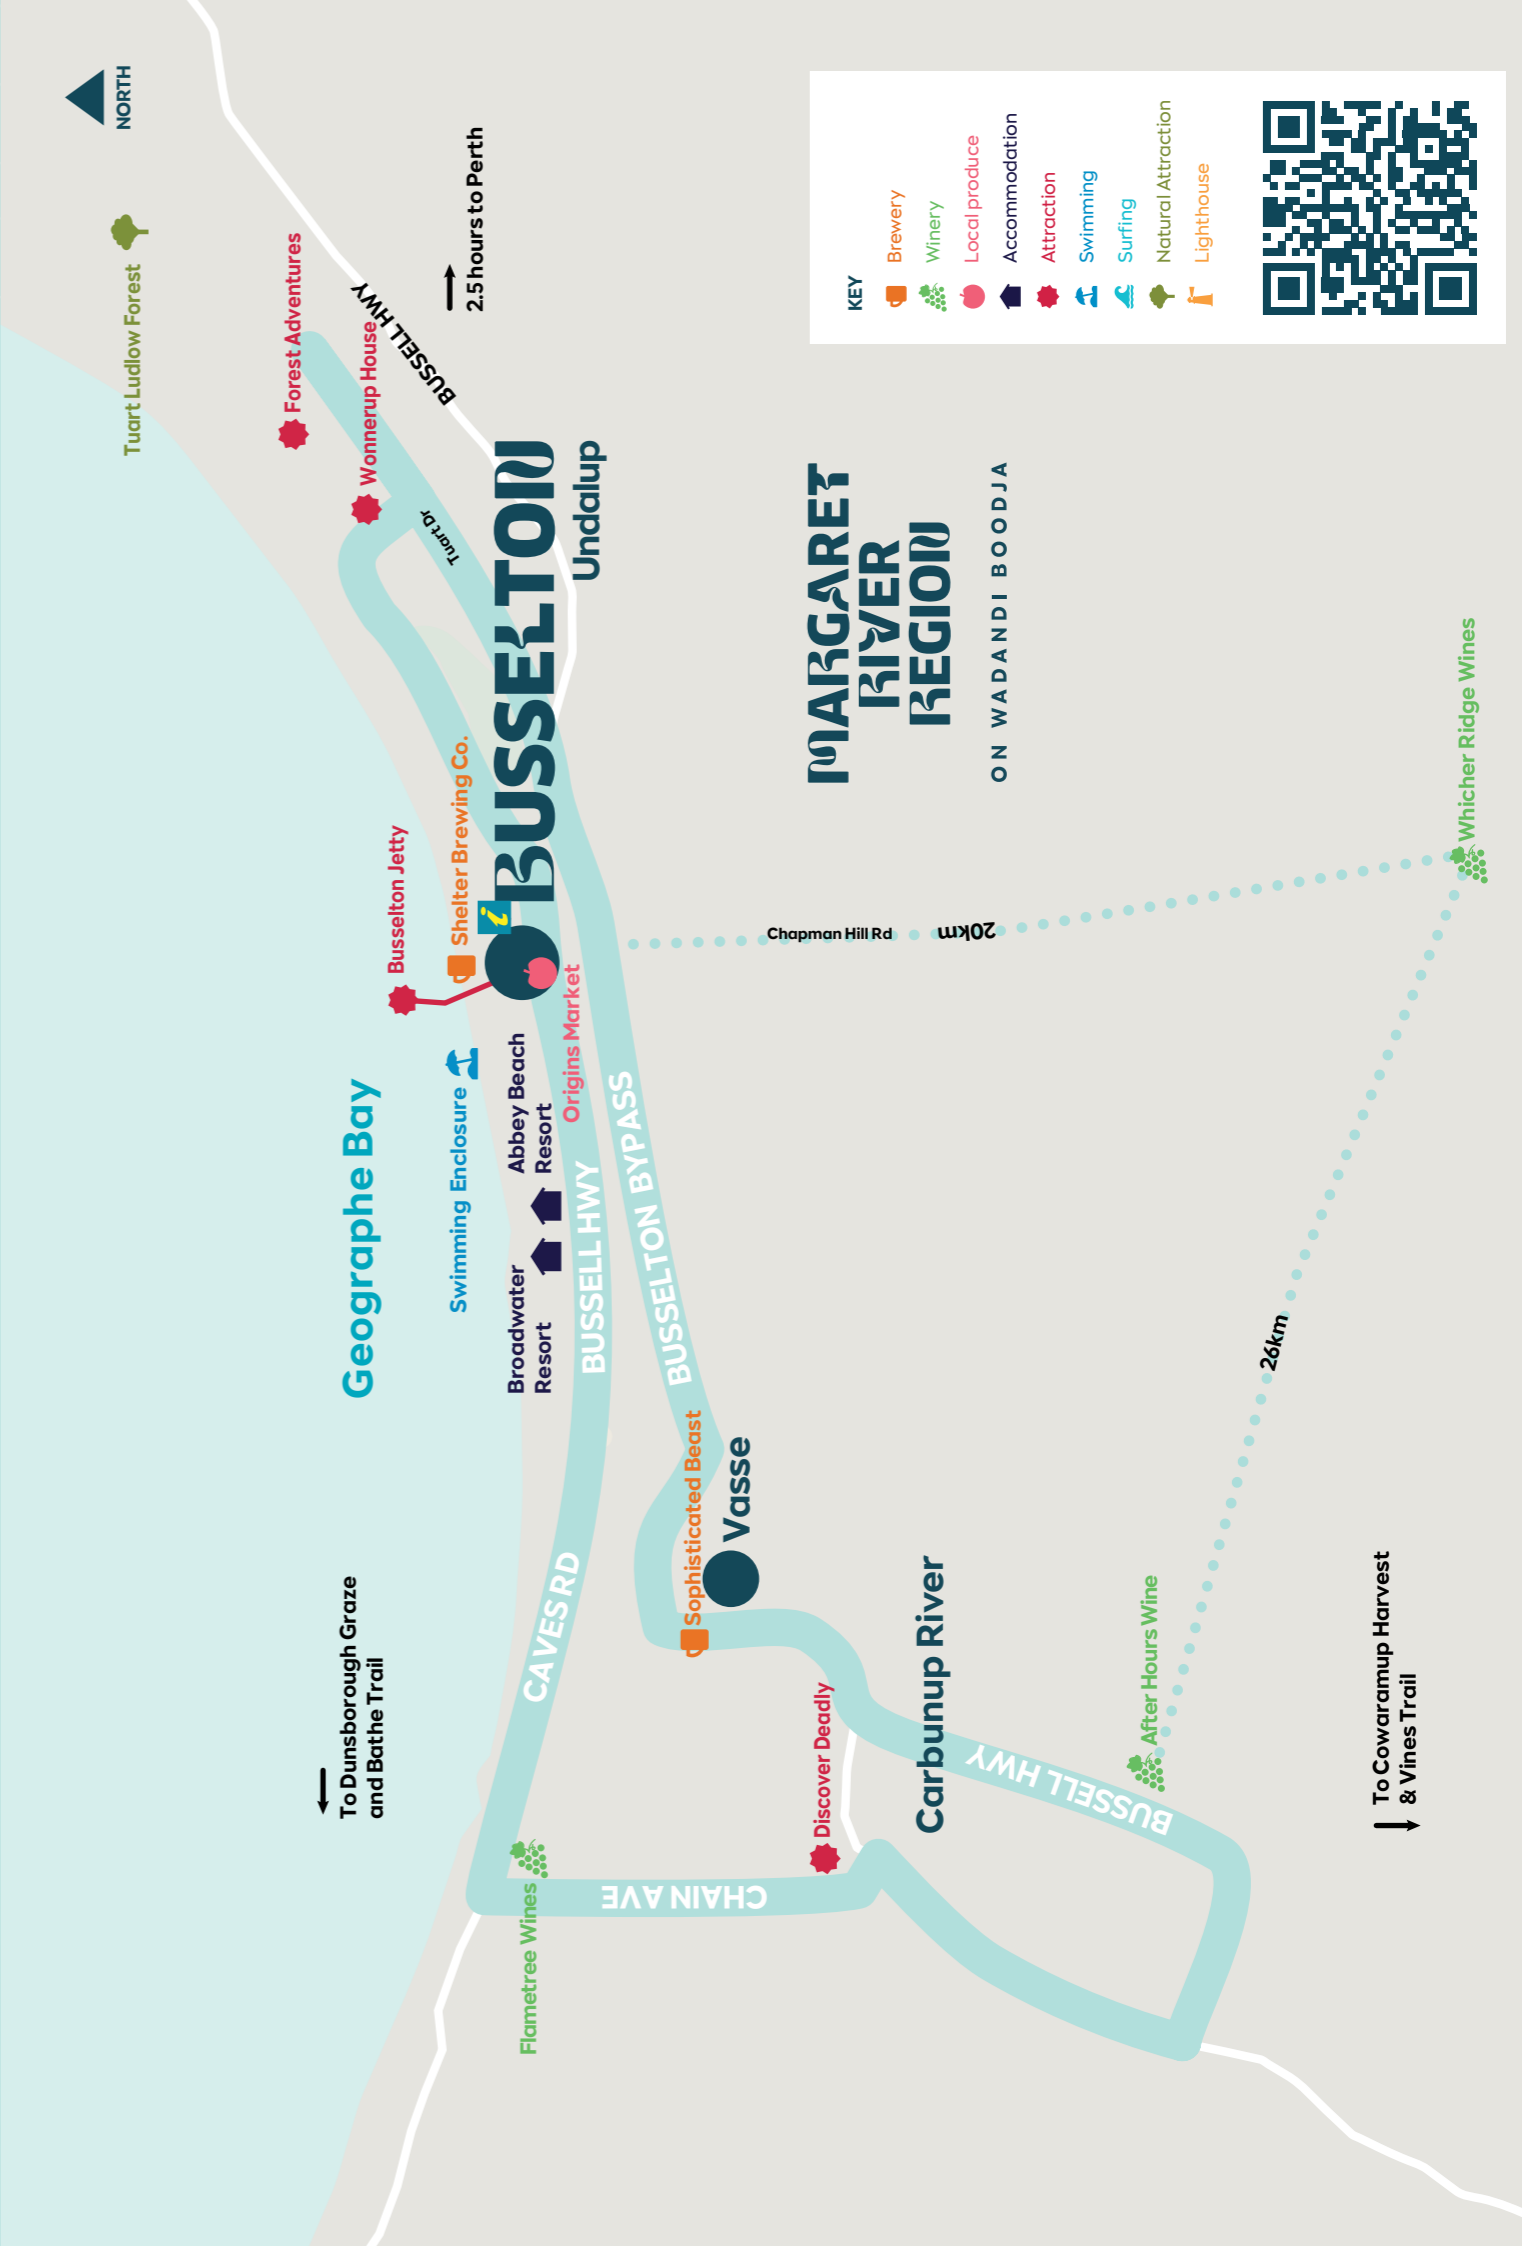 NORTH
Tuart Ludlow Forest
Forest Adventures
Wonnerup House
BUSSELL HWY
2.5 hours to Perth
Tuart Dr
Geographe Bay
Busselton Jetty
Shelter Brewing Co.
i
BUSSELTON
Undalup
Swimming Enclosure
Abbey Beach
Resort
Broadwater
Resort
Origins Market
BUSSELL HWY
BUSSELTON BYPASS
To Dunsborough Graze
and Bathe Trail
CAVES RD
Sophisticated Beast
Vasse
Flametree Wines
CHAIN AVE
Discover Deadly
Carbunup River
BUSSELL HWY
After Hours Wine
To Cowaramup Harvest
& Vines Trail
26km
Chapman Hill Rd
20km
Whicher Ridge Wines
MARGARET
RIVER
REGION
ON WADANDI BOODJA
KEY
Brewery
Winery
Local produce
Accommodation
Attraction
Swimming
Surfing
Natural Attraction
Lighthouse